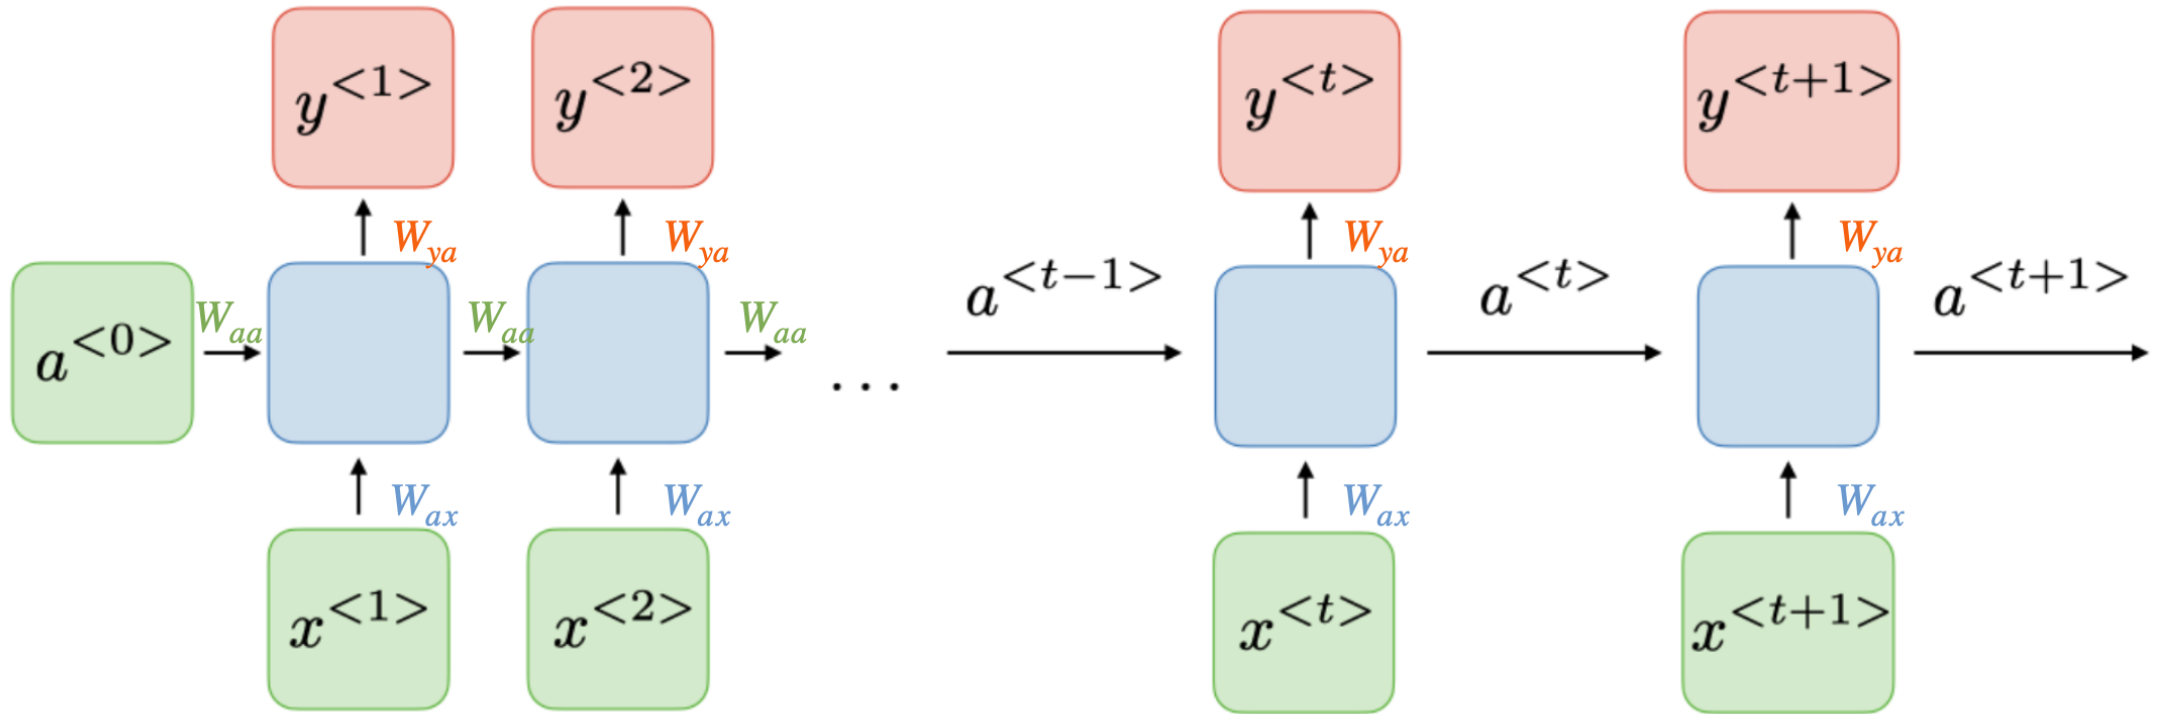 y<1> y<2> y<t> y<t+1>
W_ya W_ya W_ya W_ya
a<0> W_aa W_aa W_aa ... a<t-1> a<t> a<t+1>
W_ax W_ax W_ax W_ax
x<1> x<2> x<t> x<t+1>